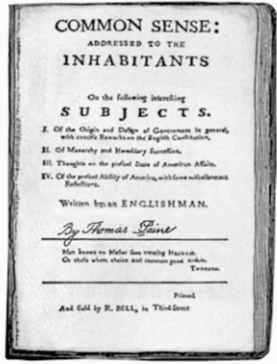 COMMON SENSE:
ADDRESSED TO THE
INHABITANTS
On the following interesting
SUBJECTS.
I. Of the Origin and Design of Government in general,
with concise Remarks on the English Constitution.
II. Of Monarchy and Hereditary Succession.
III. Thoughts on the present State of American Affairs.
IV. Of the present Ability of America, with some miscellaneous
Reflections.
Written by an ENGLISHMAN.
By Thomas Paine
Man knows no Master save creating HEAVEN,
Or those whom choice and common good ordain.
THOMSON.
Printed
And Sold by R. BELL, in Third-Street